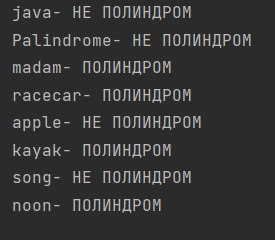 java- НЕ ПОЛИНДРОМ
Palindrome- НЕ ПОЛИНДРОМ
madam- ПОЛИНДРОМ
racecar- ПОЛИНДРОМ
apple- НЕ ПОЛИНДРОМ
kayak- ПОЛИНДРОМ
song- НЕ ПОЛИНДРОМ
noon- ПОЛИНДРОМ